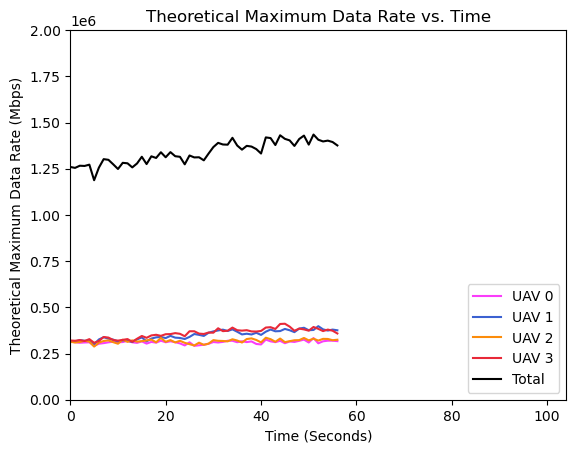 Theoretical Maximum Data Rate vs. Time
1e6
2.00
1.75
1.50
1.25
1.00
0.75
0.50
0.25
0.00
Theoretical Maximum Data Rate (Mbps)
UAV 0
UAV 1
UAV 2
UAV 3
Total
0 20 40 60 80 100
Time (Seconds)